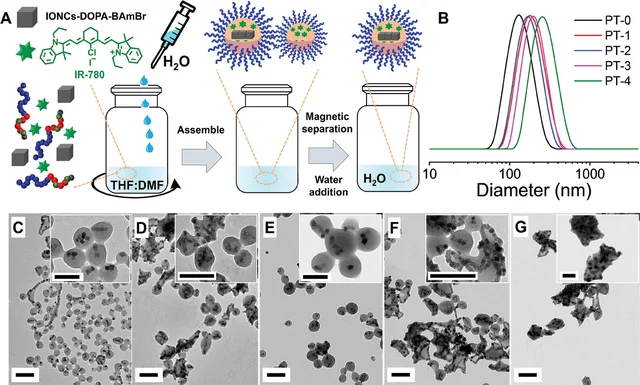 A
IONCs-DOPA-BAmBr
Cl
I⁻
N
N⁺
IR-780
H₂O
THF:DMF
Assemble
Magnetic
separation
Water
addition
H₂O
B
PT-0
PT-1
PT-2
PT-3
PT-4
10
100
1000
Diameter (nm)
C
D
E
F
G